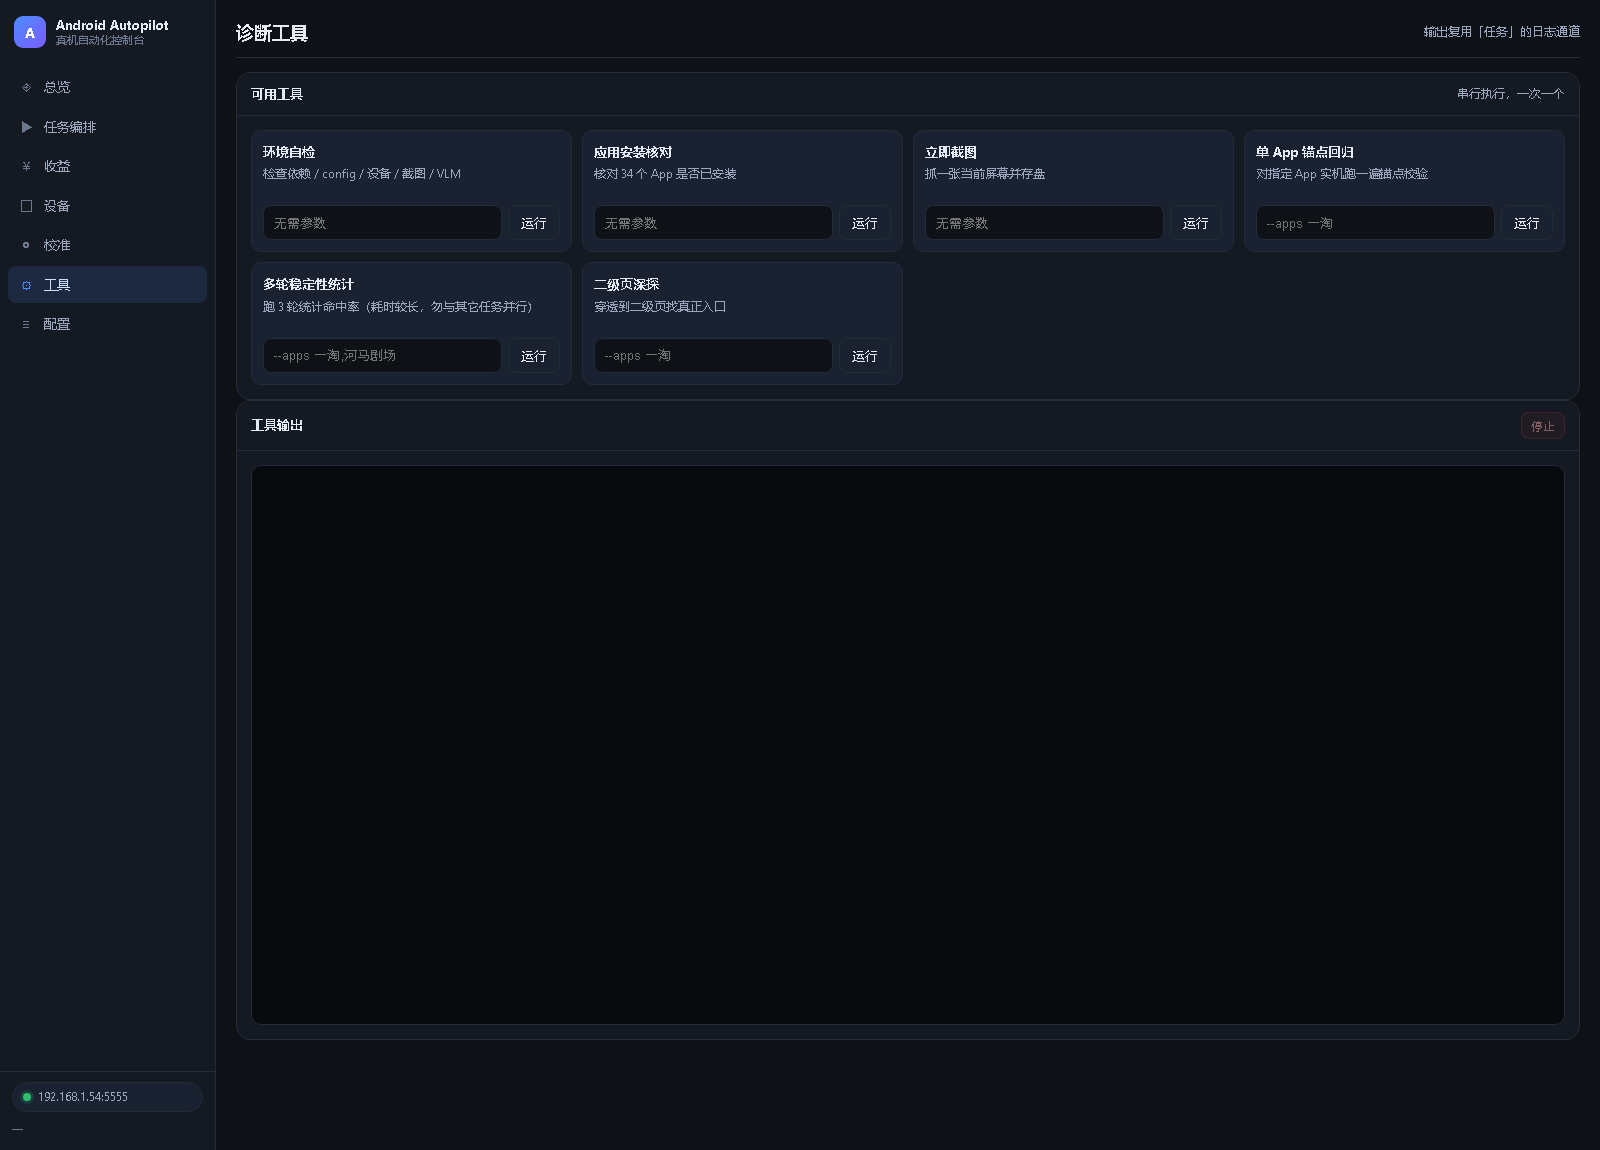 A
Android Autopilot
真机自动化控制台
总览
任务编排
¥ 收益
设备
校准
工具
配置
192.168.1.54:5555
—
诊断工具
输出复用「任务」的日志通道
可用工具
串行执行，一次一个
环境自检
检查依赖 / config / 设备 / 截图 / VLM
无需参数
运行
应用安装核对
核对 34 个 App 是否已安装
无需参数
运行
立即截图
抓一张当前屏幕并存盘
无需参数
运行
单 App 锚点回归
对指定 App 实机跑一遍锚点校验
--apps 一淘
运行
多轮稳定性统计
跑 3 轮统计命中率（耗时较长，勿与其它任务并行）
--apps 一淘,河马剧场
运行
二级页深探
穿透到二级页找真正入口
--apps 一淘
运行
工具输出
停止